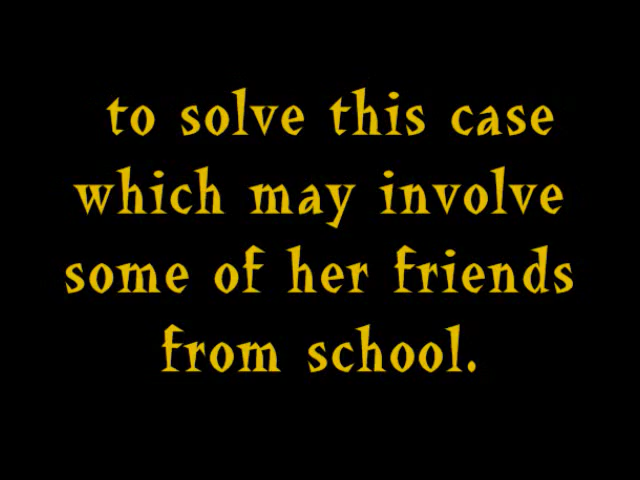 to solve this case
which may involve
some of her friends
from school.